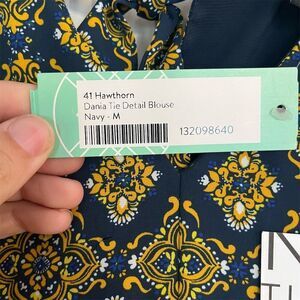 41 Hawthorn
Dania Tie Detail Blouse
Navy - M
132098640